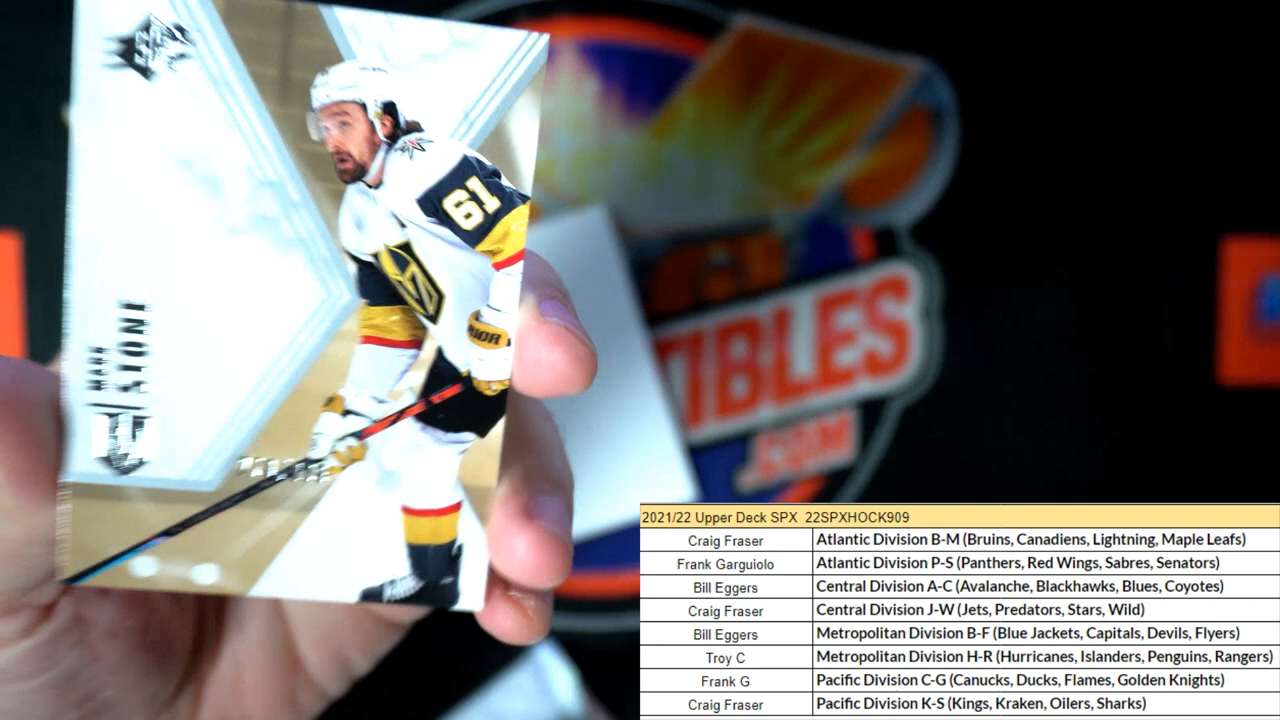 SPX
61
WARRIOR
MARK
STONE
TIBLES
.COM
2021/22 Upper Deck SPX 22SPXHOCK909
Craig Fraser Atlantic Division B-M (Bruins, Canadiens, Lightning, Maple Leafs)
Frank Garguiolo Atlantic Division P-S (Panthers, Red Wings, Sabres, Senators)
Bill Eggers Central Division A-C (Avalanche, Blackhawks, Blues, Coyotes)
Craig Fraser Central Division J-W (Jets, Predators, Stars, Wild)
Bill Eggers Metropolitan Division B-F (Blue Jackets, Capitals, Devils, Flyers)
Troy C Metropolitan Division H-R (Hurricanes, Islanders, Penguins, Rangers)
Frank G Pacific Division C-G (Canucks, Ducks, Flames, Golden Knights)
Craig Fraser Pacific Division K-S (Kings, Kraken, Oilers, Sharks)